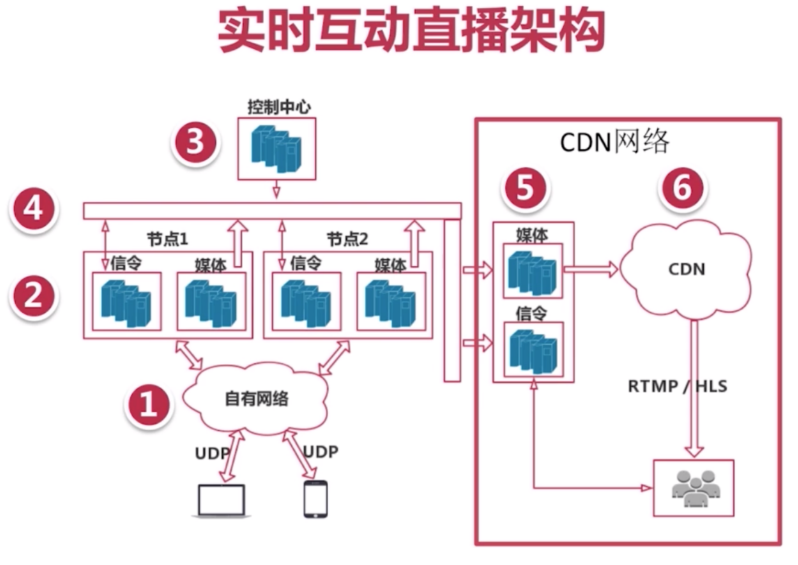 实时互动直播架构
控制中心
3
4
节点1
节点2
信令
媒体
信令
媒体
2
自有网络
1
UDP
UDP
CDN网络
5
6
媒体
信令
CDN
RTMP / HLS